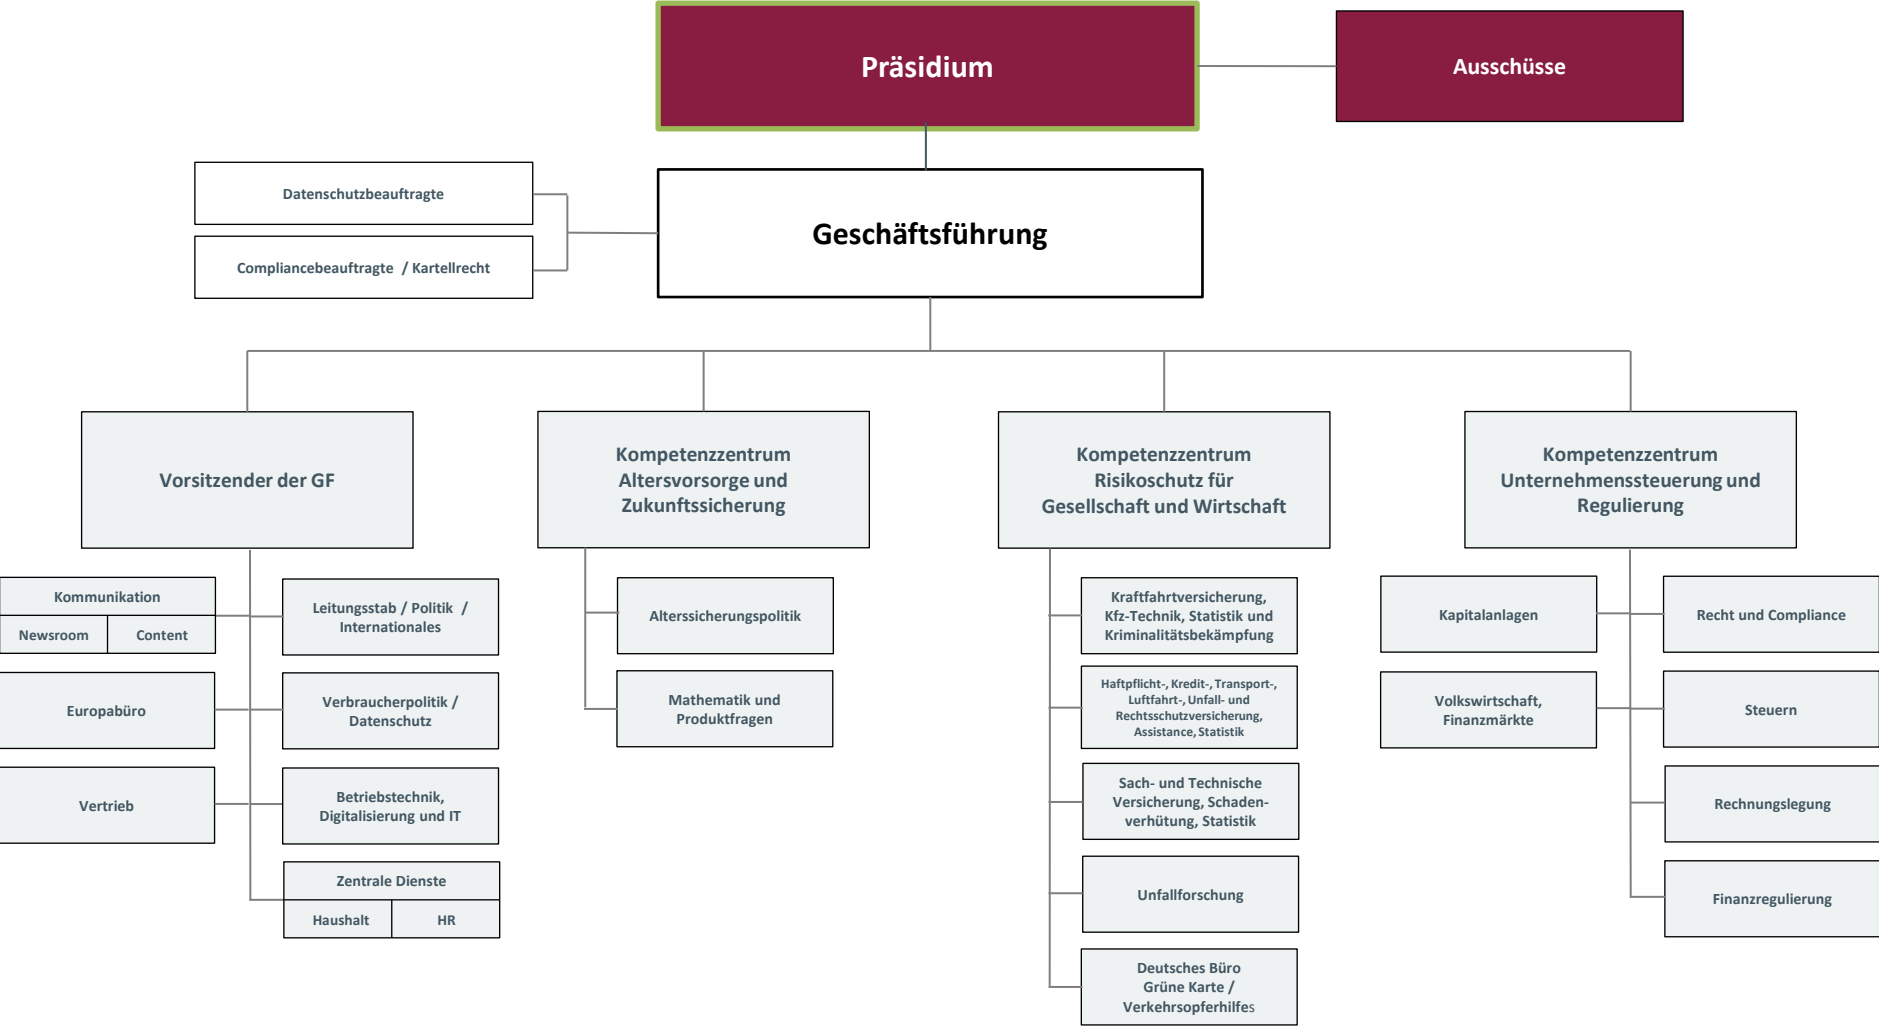 Präsidium
Ausschüsse
Datenschutzbeauftragte
Compliancebeauftragte / Kartellrecht
Geschäftsführung
Vorsitzender der GF
Kompetenzzentrum
Altersvorsorge und
Zukunftssicherung
Kompetenzzentrum
Risikoschutz für
Gesellschaft und Wirtschaft
Kompetenzzentrum
Unternehmenssteuerung und
Regulierung
Kommunikation
Newsroom
Content
Leitungsstab / Politik /
Internationales
Europabüro
Verbraucherpolitik /
Datenschutz
Vertrieb
Betriebstechnik,
Digitalisierung und IT
Zentrale Dienste
Haushalt
HR
Alterssicherungspolitik
Mathematik und
Produktfragen
Kraftfahrtversicherung,
Kfz-Technik, Statistik und
Kriminalitätsbekämpfung
Haftpflicht-, Kredit-, Transport-,
Luftfahrt-, Unfall- und
Rechtsschutzversicherung,
Assistance, Statistik
Sach- und Technische
Versicherung, Schaden-
verhütung, Statistik
Unfallforschung
Deutsches Büro
Grüne Karte /
Verkehrsopferhilfes
Kapitalanlagen
Recht und Compliance
Volkswirtschaft,
Finanzmärkte
Steuern
Rechnungslegung
Finanzregulierung